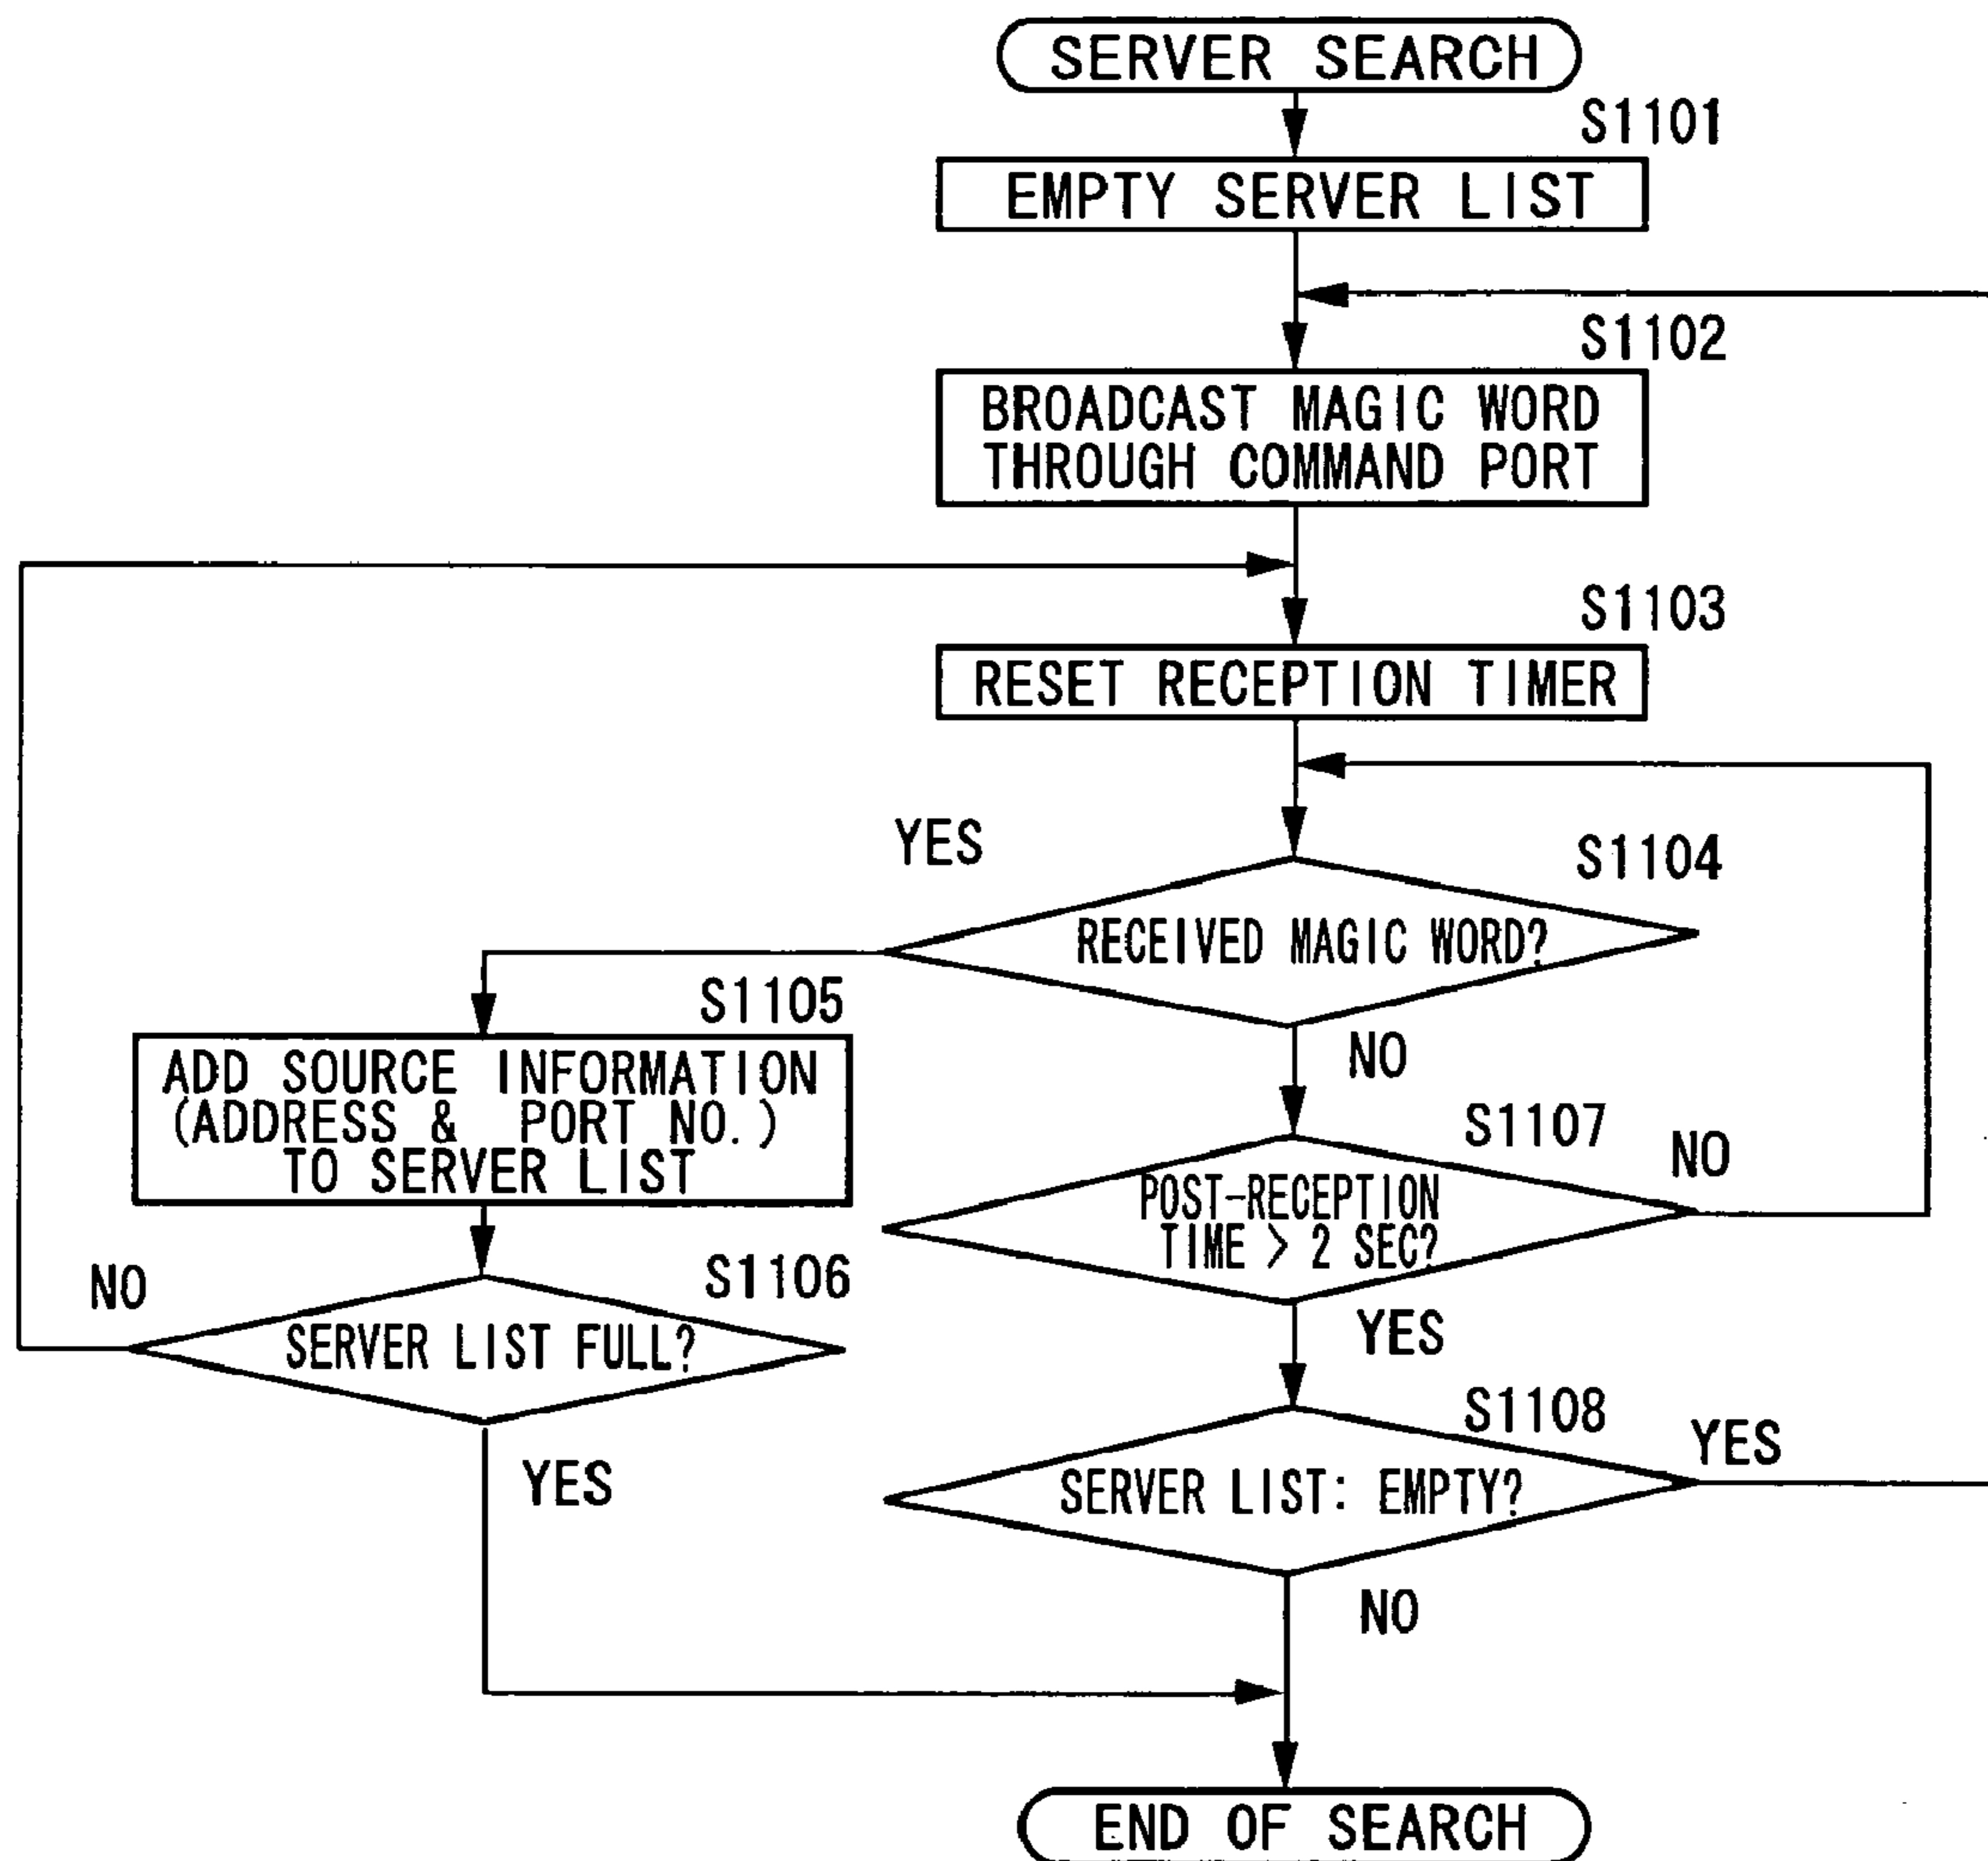 SERVER SEARCH
S1101
EMPTY SERVER LIST
S1102
BROADCAST MAGIC WORD
THROUGH COMMAND PORT
S1103
RESET RECEPTION TIMER
YES
S1104
RECEIVED MAGIC WORD?
S1105
NO
ADD SOURCE INFORMATION
(ADDRESS & PORT NO.)
TO SERVER LIST
S1107
NO
POST-RECEPTION
TIME > 2 SEC?
NO
S1106
SERVER LIST FULL?
YES
S1108
YES
YES
SERVER LIST: EMPTY?
NO
END OF SEARCH